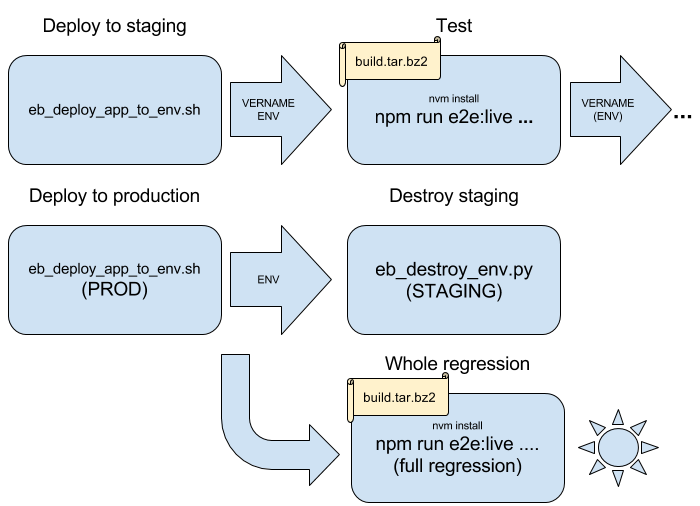 Deploy to staging
Test
build.tar.bz2
eb_deploy_app_to_env.sh
VERNAME
ENV
nvm install
npm run e2e:live ...
VERNAME
(ENV)
...
Deploy to production
Destroy staging
eb_deploy_app_to_env.sh
(PROD)
ENV
eb_destroy_env.py
(STAGING)
Whole regression
build.tar.bz2
nvm install
npm run e2e:live ....
(full regression)